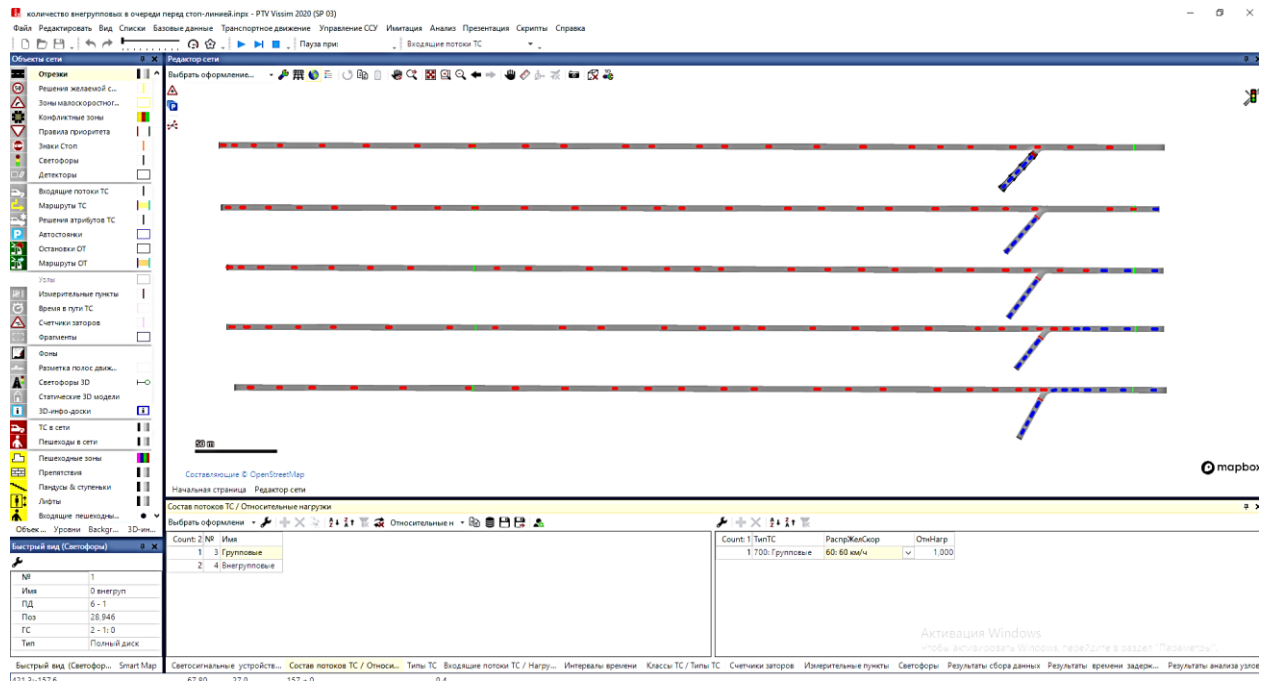 количество внегрупповых в очереди перед стоп-линией.inpx - PTV Vissim 2020 (SP 03)
Файл Редактировать Вид Списки Базовые данные Транспортное движение Управление ССУ Имитация Анализ Презентация Скрипты Справка
Пауза при: Входящие потоки ТС
Объекты сети
Редактор сети
Выбрать оформление...
Отрезки
Решения желаемой с...
Зоны малоскоростног...
Конфликтные зоны
Правила приоритета
Знаки Стоп
Светофоры
Детекторы
Входящие потоки ТС
Маршруты ТС
Решения атрибутов ТС
Автостоянки
Остановки ОТ
Маршруты ОТ
Узлы
Измерительные пункты
Время в пути ТС
Счетчики заторов
Фрагменты
Фоны
Разметка полос движ...
Светофоры 3D
Статические 3D модели
3D-инфо-доски
ТС в сети
Пешеходы в сети
Пешеходные зоны
Препятствия
Пандусы & ступеньки
Лифты
Входящие пешеходны...
Объек... Уровни Backgr... 3D-ин...
20 m
Составляющие © OpenStreetMap
mapbox
Начальная страница Редактор сети
Быстрый вид (Светофоры)
№ 1
Имя 0 внегруп
ПД 6 - 1
Поз 28.946
ГС 2 - 1: 0
Тип Полный диск
Быстрый вид (Светофор... Smart Map
Состав потоков ТС / Относительные нагрузки
Выбрать оформлени Относительные н
Count: 2 № Имя
1 3 Групповые
2 4 Внегрупповые
Count: 1 ТипТС РаспрЖелСкор ОтнНагр
1 700: Групповые 60: 60 км/ч 1,000
Активация Windows
Чтобы активировать Windows, перейдите в раздел "Параметры".
Светосигнальные устройств... Состав потоков ТС / Относи... Типы ТС Входящие потоки ТС / Нагру... Интервалы времени Классы ТС / Типы ТС Счетчики заторов Измерительные пункты Светофоры Результаты сбора данных Результаты времени задерж... Результаты анализа узлов